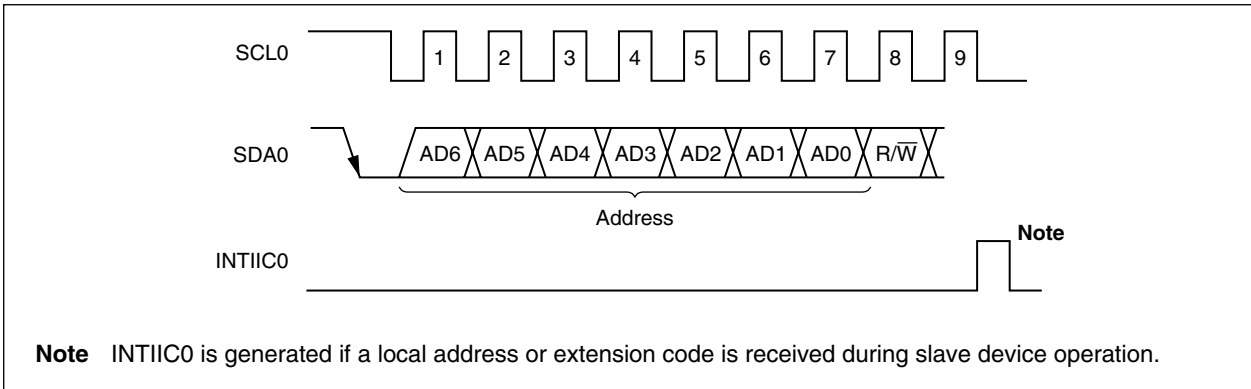 SCL0 1 2 3 4 5 6 7 8 9
SDA0 AD6 AD5 AD4 AD3 AD2 AD1 AD0 R/W̅
Address
INTIIC0 Note
Note INTIIC0 is generated if a local address or extension code is received during slave device operation.